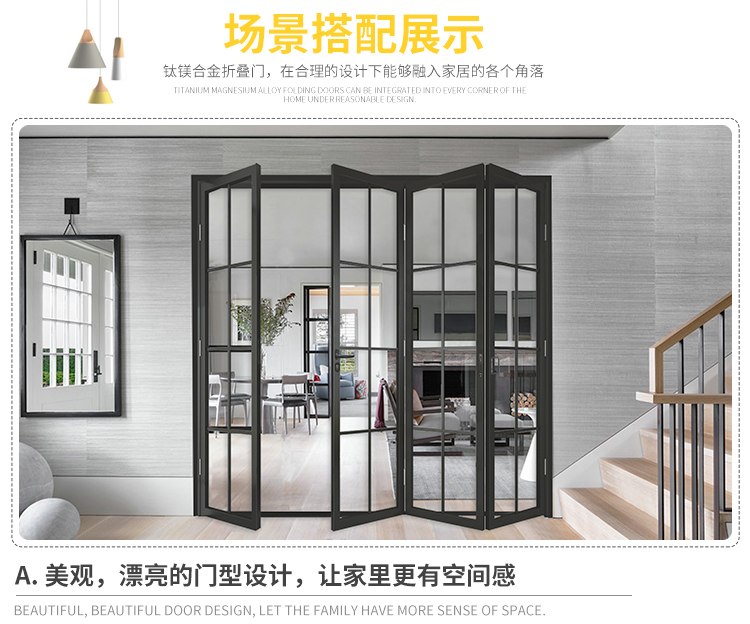 场景搭配展示
钛镁合金折叠门，在合理的设计下能够融入家居的各个角落
TITANIUM MAGNESIUM ALLOY FOLDING DOORS CAN BE INTEGRATED INTO EVERY CORNER OF THE
HOME UNDER REASONABLE DESIGN.
A. 美观，漂亮的门型设计，让家里更有空间感
BEAUTIFUL, BEAUTIFUL DOOR DESIGN, LET THE FAMILY HAVE MORE SENSE OF SPACE.